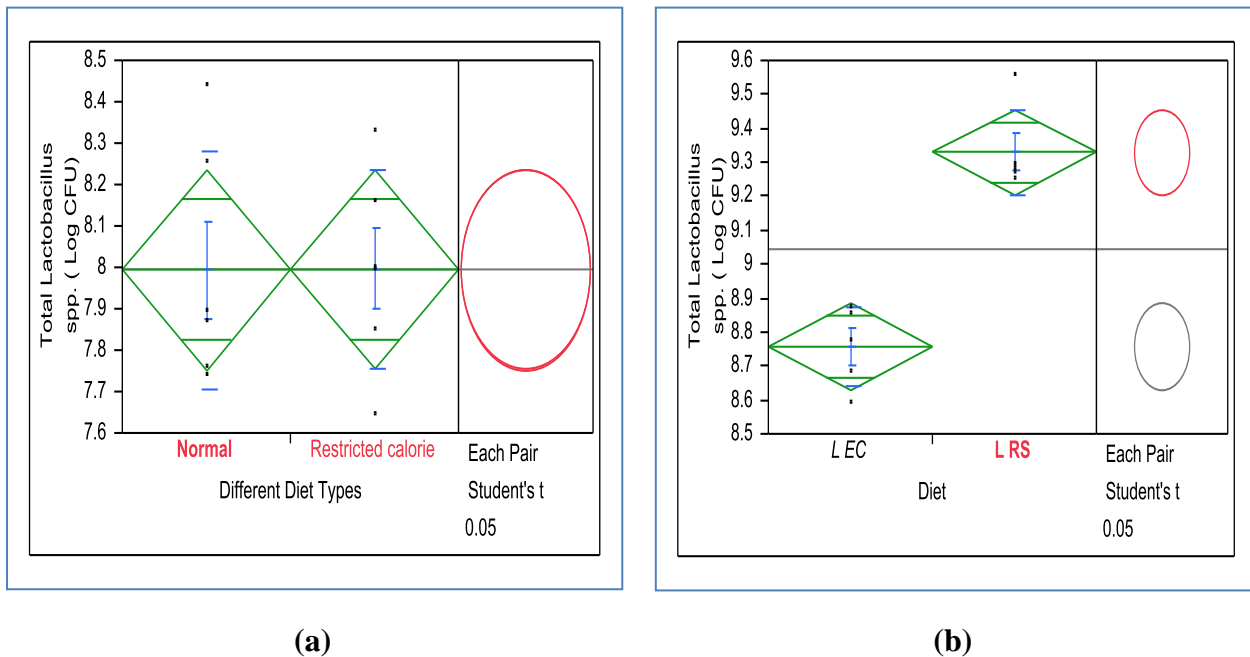 Total Lactobacillus
spp. ( Log CFU)
8.5
8.4
8.3
8.2
8.1
8
7.9
7.8
7.7
7.6
Normal
Restricted calorie
Different Diet Types
Each Pair
Student's t
0.05
(a)
Total Lactobacillus
spp. ( Log CFU)
9.6
9.5
9.4
9.3
9.2
9.1
9
8.9
8.8
8.7
8.6
8.5
L EC
L RS
Diet
Each Pair
Student's t
0.05
(b)